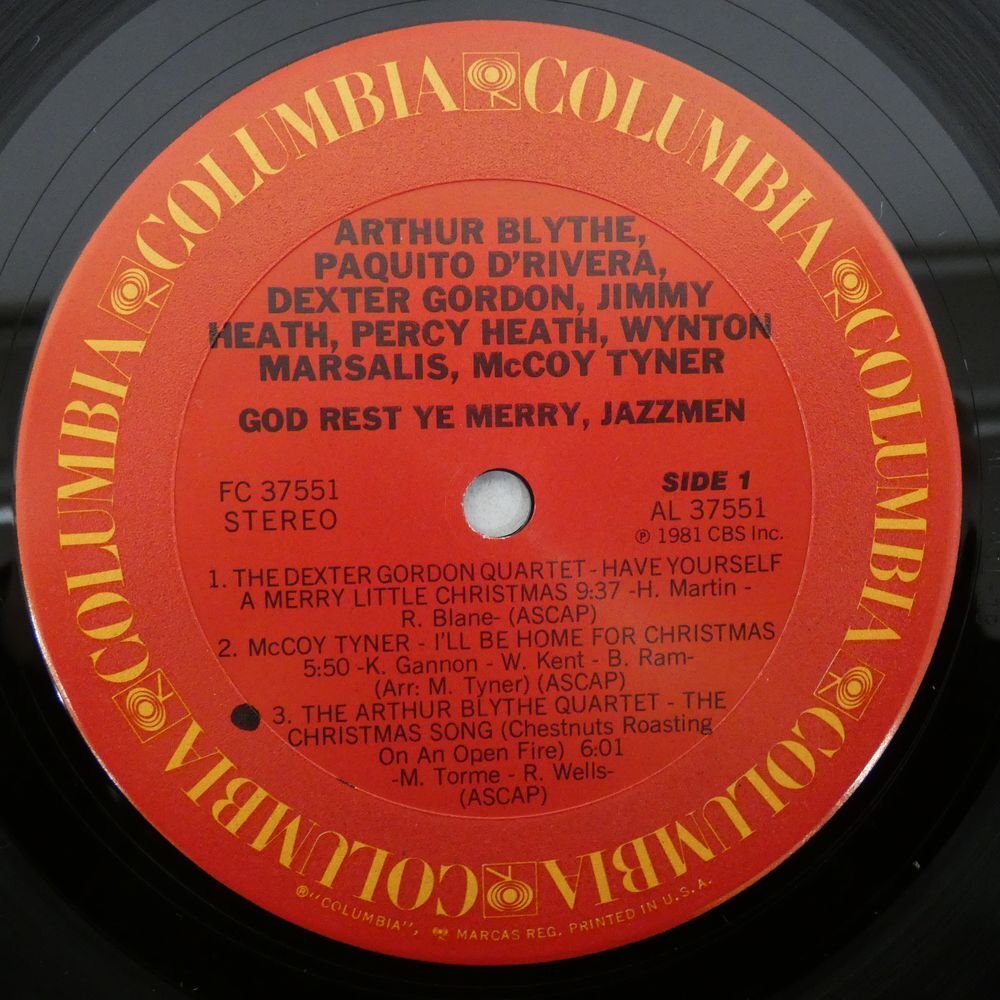 COLUMBIA COLUMBIA COLUMBIA COLUMBIA COLUMBIA COLUMBIA COLUMBIA COLUMBIA
ARTHUR BLYTHE,
PAQUITO D'RIVERA,
DEXTER GORDON, JIMMY
HEATH, PERCY HEATH, WYNTON
MARSALIS, McCOY TYNER
GOD REST YE MERRY, JAZZMEN
FC 37551
STEREO
SIDE 1
AL 37551
℗ 1981 CBS Inc.
1. THE DEXTER GORDON QUARTET - HAVE YOURSELF
A MERRY LITTLE CHRISTMAS 9:37 -H. Martin -
R. Blane- (ASCAP)
2. McCOY TYNER - I'LL BE HOME FOR CHRISTMAS
5:50 -K. Gannon - W. Kent - B. Ram-
(Arr: M. Tyner) (ASCAP)
3. THE ARTHUR BLYTHE QUARTET - THE
CHRISTMAS SONG (Chestnuts Roasting
On An Open Fire) 6:01
-M. Torme - R. Wells-
(ASCAP)
®"COLUMBIA", MARCAS REG. PRINTED IN U.S.A.